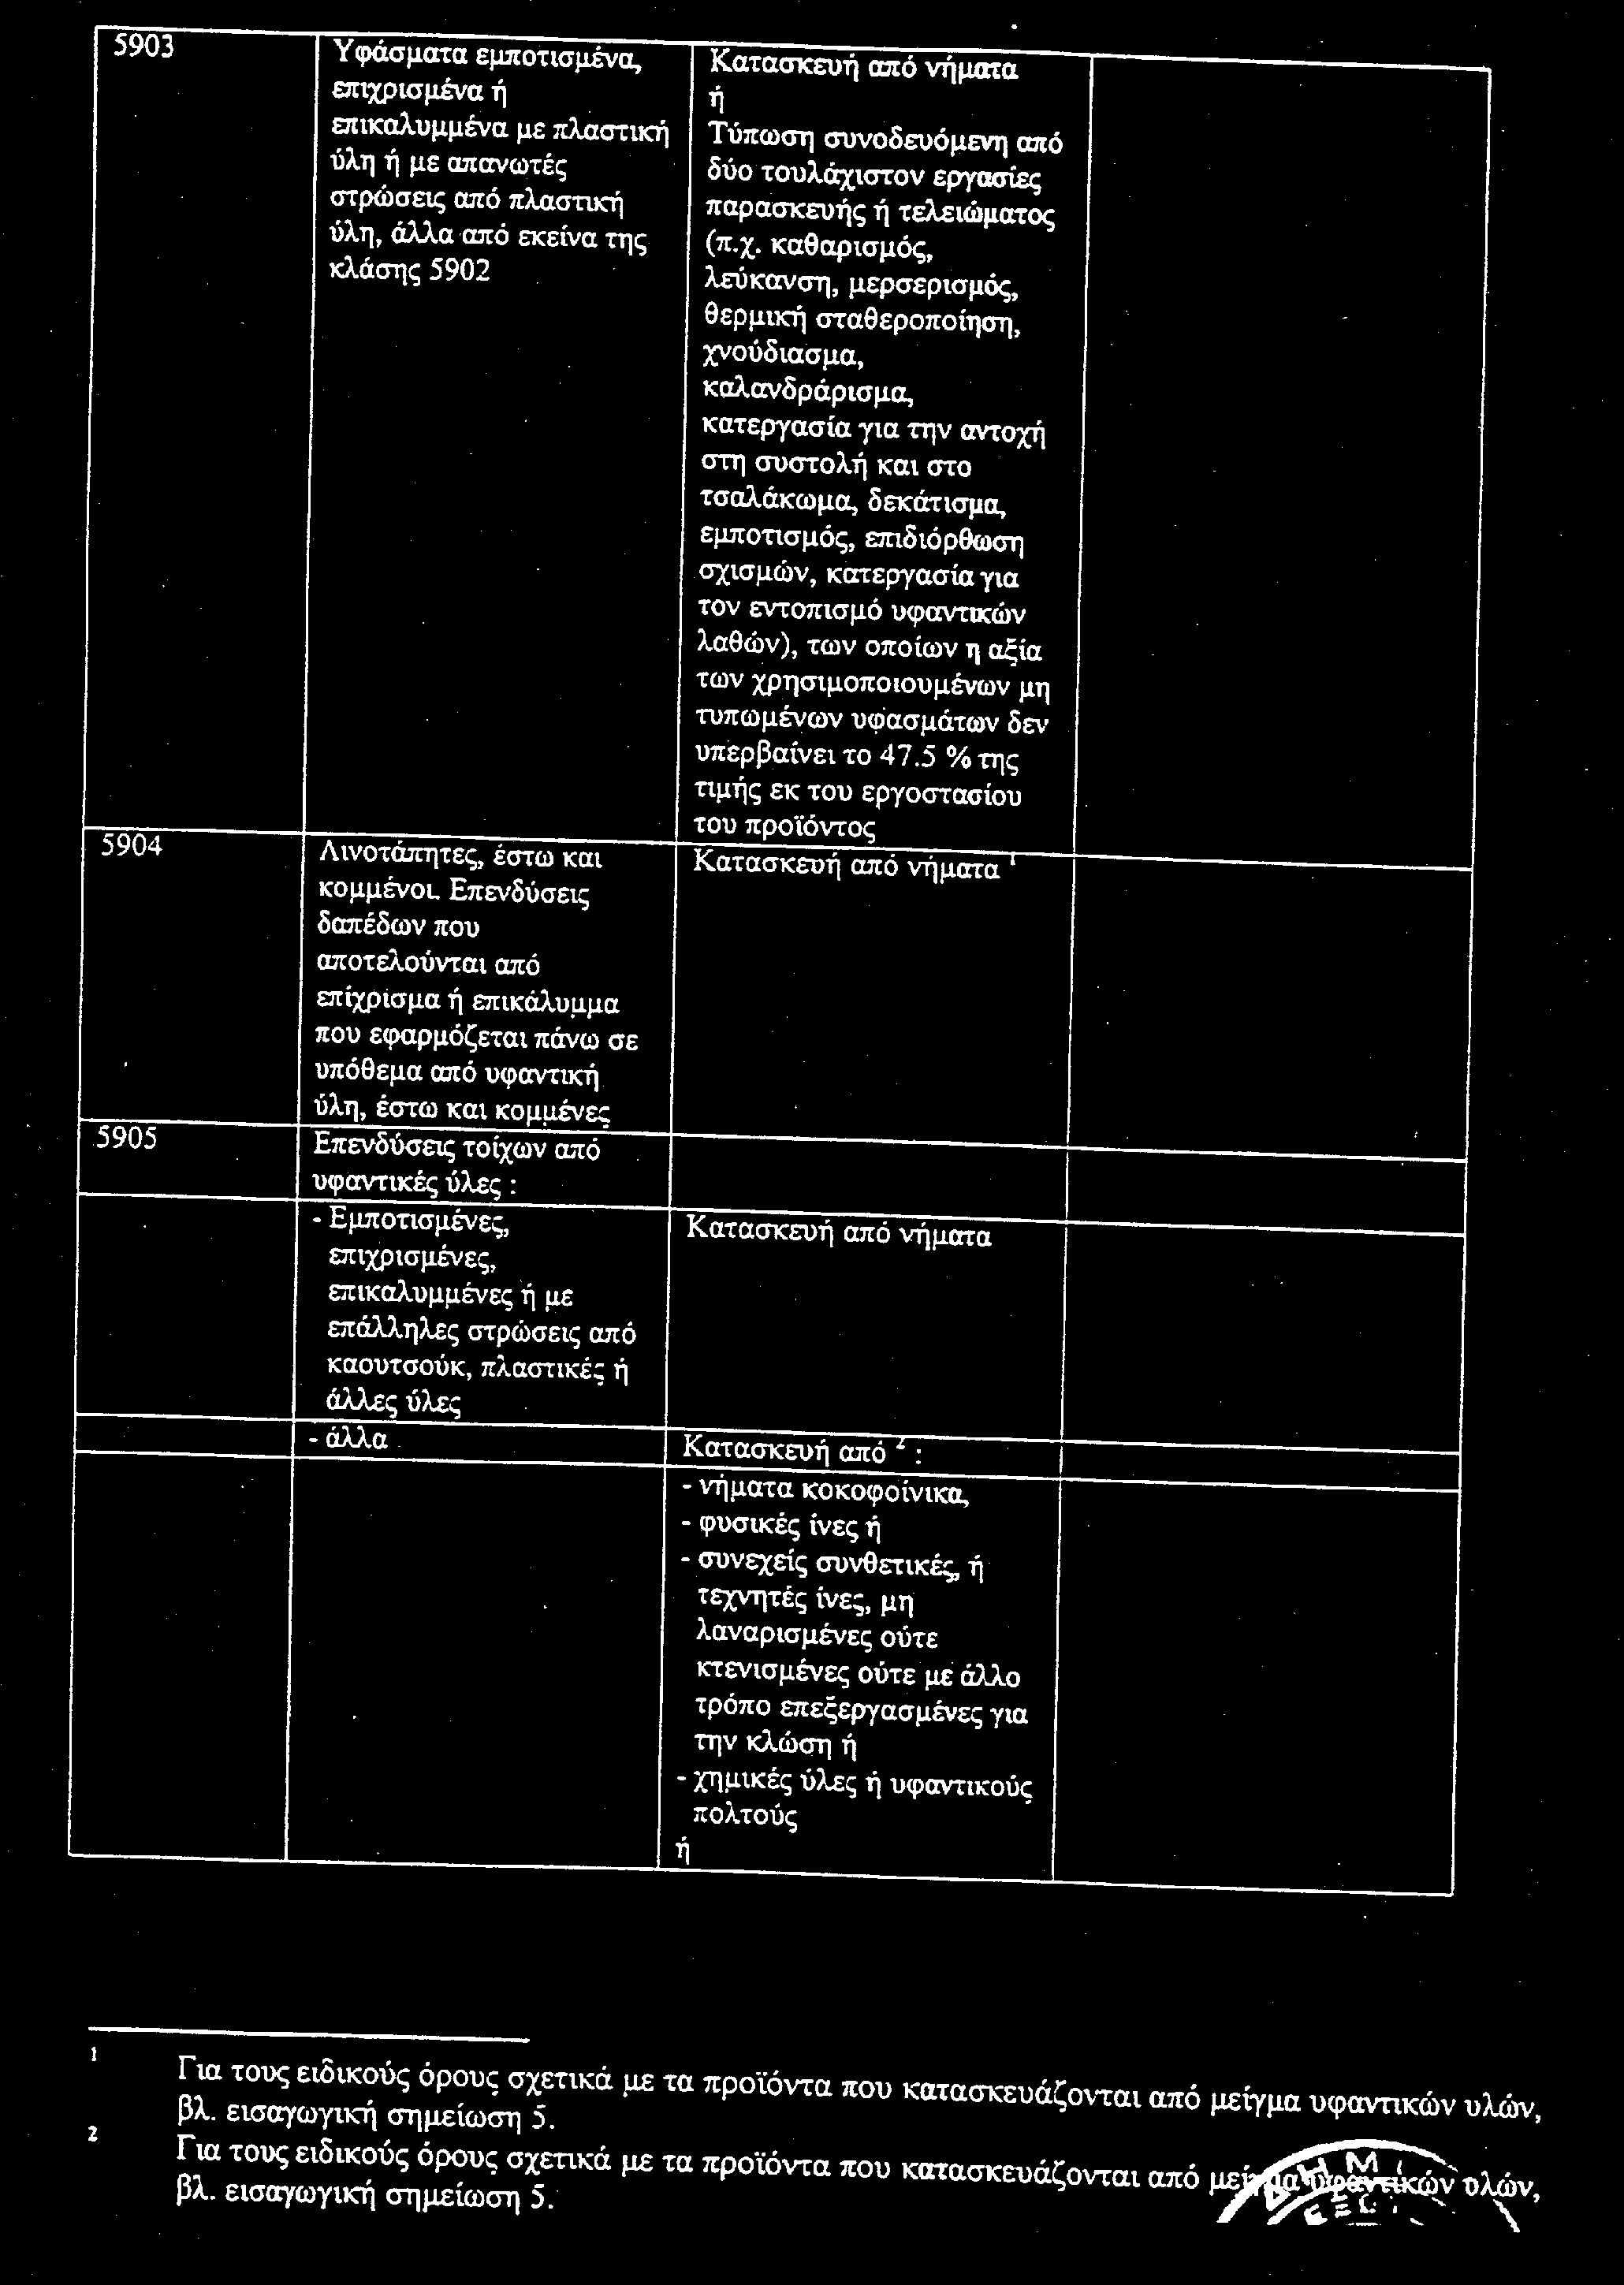 5903
Υφάσματα εμποτισμένα,
επιχρισμένα ή
επικαλυμμένα με πλαστική
ύλη ή με απανωτές
στρώσεις από πλαστική
ύλη, άλλα από εκείνα της
κλάσης 5902
Κατασκευή από νήματα
ή
Τύπωση συνοδευόμενη από
δύο τουλάχιστον εργασίες
παρασκευής ή τελειώματος
(π.χ. καθαρισμός,
λεύκανση, μερσερισμός,
θερμική σταθεροποίηση,
χνούδιασμα,
καλανδράρισμα,
κατεργασία για την αντοχή
στη συστολή και στο
τσαλάκωμα, δεκάτισμα,
εμποτισμός, επιδιόρθωση
σχισμών, κατεργασία για
τον εντοπισμό υφαντικών
λαθών), των οποίων η αξία
των χρησιμοποιουμένων μη
τυπωμένων υφασμάτων δεν
υπερβαίνει το 47.5 % της
τιμής εκ του εργοστασίου
του προϊόντος
5904
Λινοτάπητες, έστω και
κομμένοι. Επενδύσεις
δαπέδων που
αποτελούνται από
επίχρισμα ή επικάλυμμα
που εφαρμόζεται πάνω σε
υπόθεμα από υφαντική
ύλη, έστω και κομμένες
Κατασκευή από νήματα ¹
5905
Επενδύσεις τοίχων από
υφαντικές ύλες :
- Εμποτισμένες,
επιχρισμένες,
επικαλυμμένες ή με
επάλληλες στρώσεις από
καουτσούκ, πλαστικές ή
άλλες ύλες
Κατασκευή από νήματα
- άλλα
Κατασκευή από ² :
- νήματα κοκοφοίνικα,
- φυσικές ίνες ή
- συνεχείς συνθετικές, ή
τεχνητές ίνες, μη
λαναρισμένες ούτε
κτενισμένες ούτε με άλλο
τρόπο επεξεργασμένες για
την κλώση ή
- χημικές ύλες ή υφαντικούς
πολτούς
ή
1 Για τους ειδικούς όρους σχετικά με τα προϊόντα που κατασκευάζονται από μείγμα υφαντικών υλών,
βλ. εισαγωγική σημείωση 5.
2 Για τους ειδικούς όρους σχετικά με τα προϊόντα που κατασκευάζονται από μείγμα υφαντικών υλών,
βλ. εισαγωγική σημείωση 5.